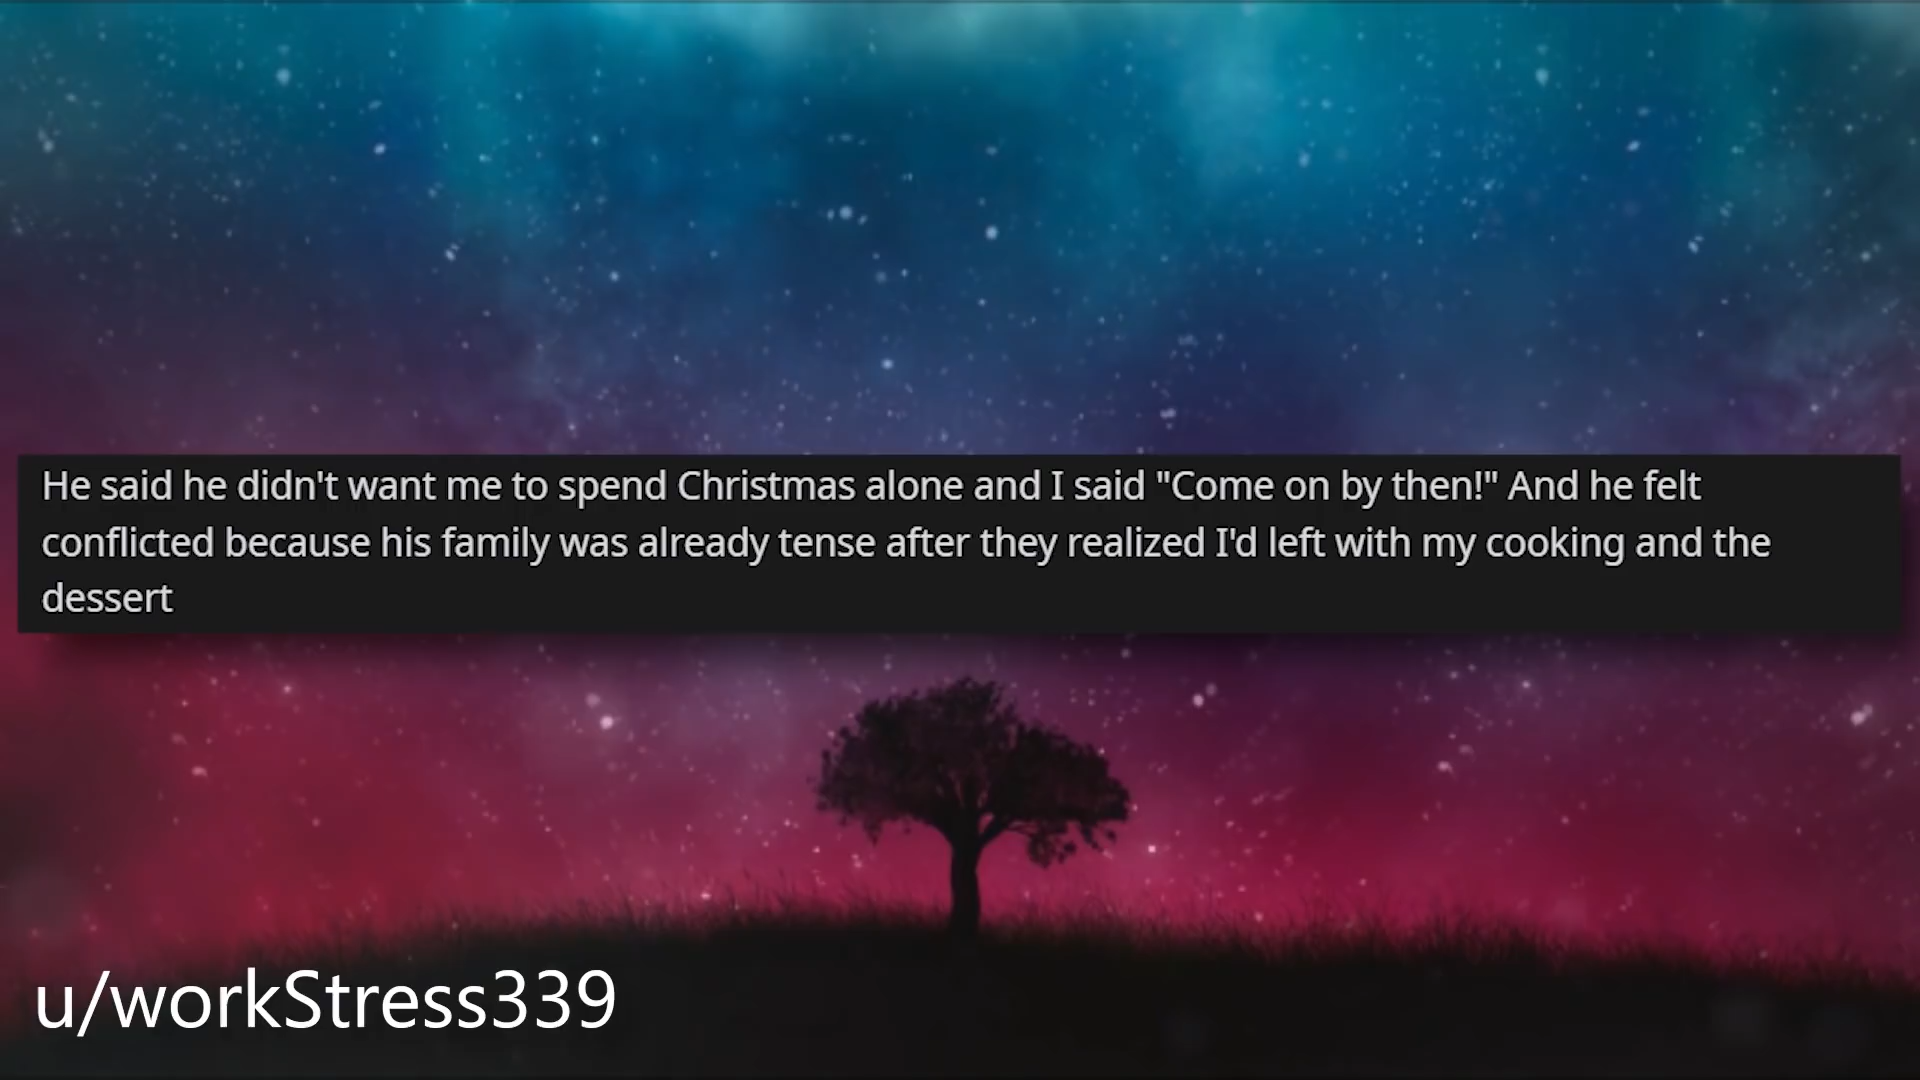 He said he didn't want me to spend Christmas alone and I said "Come on by then!" And he felt
conflicted because his family was already tense after they realized I'd left with my cooking and the
dessert
u/workStress339